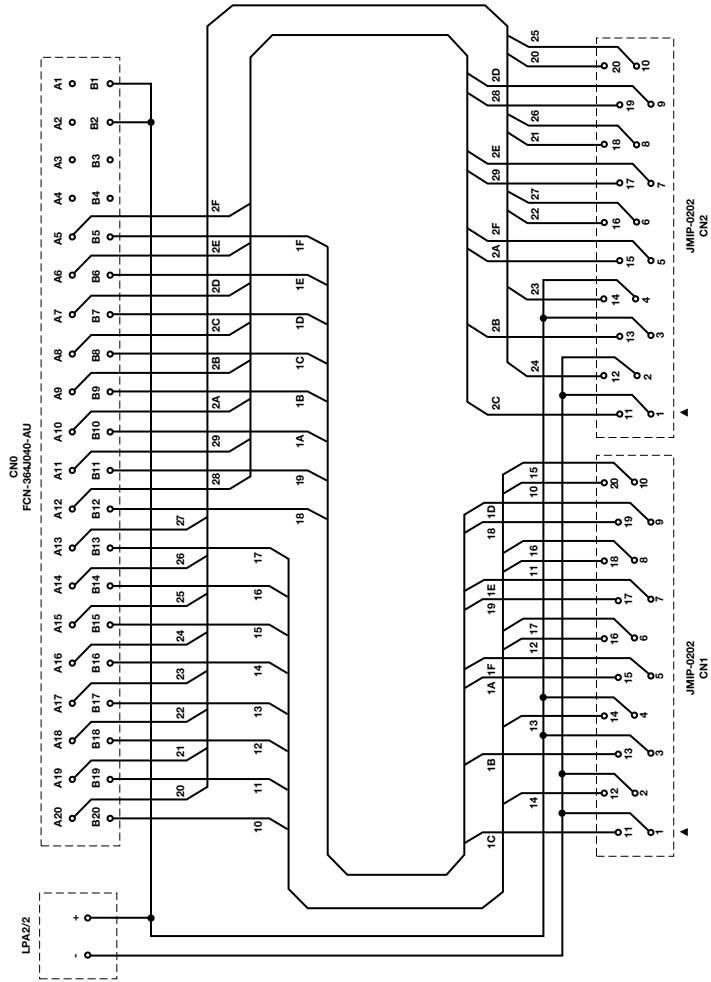 CN0
LPA2/2 FCN-364J040-AU
A20 A19 A18 A17 A16 A15 A14 A13 A12 A11 A10 A9 A8 A7 A6 A5 A4 A3 A2 A1
- +
B20 B19 B18 B17 B16 B15 B14 B13 B12 B11 B10 B9 B8 B7 B6 B5 B4 B3 B2 B1
20 21 22 23 24 25 26 27
28 29 2A 2B 2C 2D 2E 2F
10 11 12 13 14 15 16 17
18 19 1A 1B 1C 1D 1E 1F
1C 1B 1A 1F 19 1E 18 1D 2C 2B 2A 2F 29 2E 28 2D
14 13 12 17 11 16 10 15 24 23 22 27 21 26 20 25
11 12 13 14 15 16 17 18 19 20 11 12 13 14 15 16 17 18 19 20
1 2 3 4 5 6 7 8 9 10 1 2 3 4 5 6 7 8 9 10
JMIP-0202 JMIP-0202
CN1 CN2